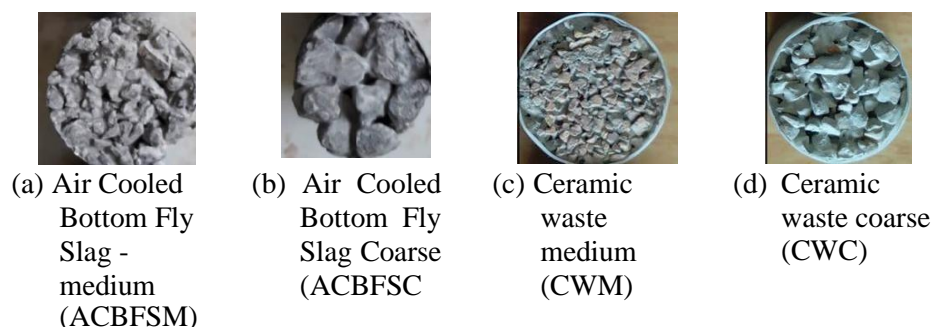 (a) Air Cooled
Bottom Fly
Slag -
medium
(ACBFSM)
(b) Air Cooled
Bottom Fly
Slag Coarse
(ACBFSC
(c) Ceramic
waste
medium
(CWM)
(d) Ceramic
waste coarse
(CWC)